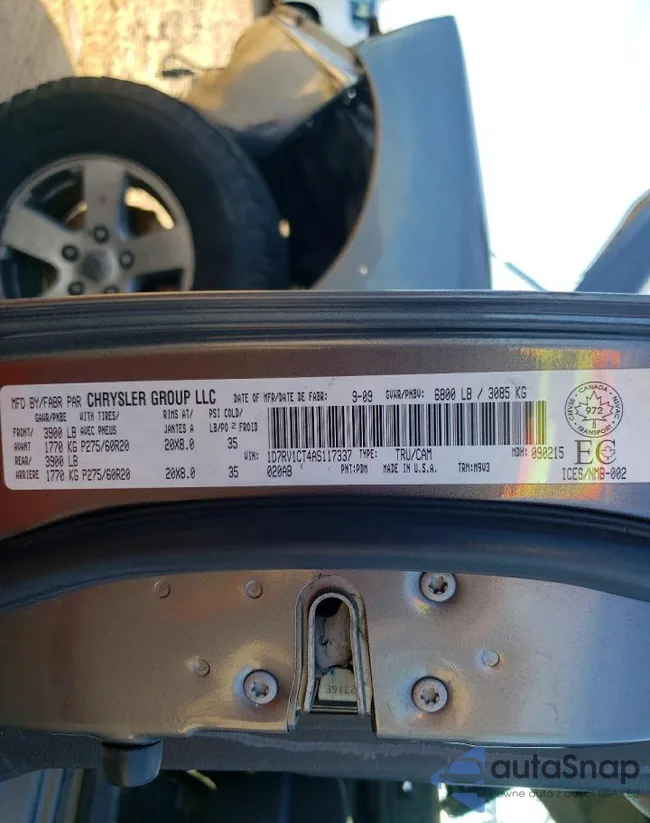 MFD BY/FABR PAR CHRYSLER GROUP LLC DATE OF MFR/DATE DE FABR: 9-09 GVWR/PNBV: 6800 LB / 3085 KG
GAWR/PNBE WITH TIRES/ RIMS AT/ PSI COLD/
AVEC PNEUS JANTES A LB/PO² FROID
FRONT/ 3900 LB
AVANT 1770 KG P275/60R20 20X8.0 35
REAR/ 3900 LB
ARRIERE 1770 KG P275/60R20 20X8.0 35
VIN: 1D7RV1CT4AS117337 TYPE: TRU/CAM MDH: 090215
020AB PNT: PDM MADE IN U.S.A. TRM: M9V3
CANADA
CMVSS NSVAC
972
TRANSPORT
EC
ICES/NMB-002
autaSnap